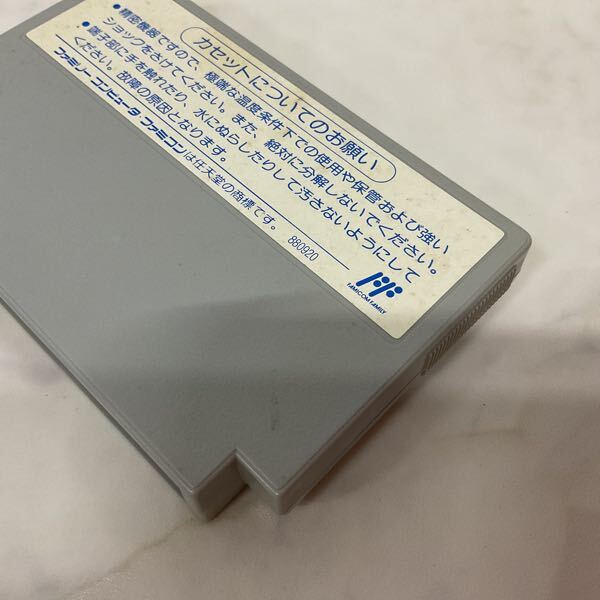 カセットについてのお願い
●精密機器ですので、極端な温度条件下での使用や保管および強い
ショックをさけてください。また、絶対に分解しないでください。
●端子部に手を触れたり、水にぬらしたりして汚さないようにして
ください。故障の原因となります。
ファミリーコンピュータ ファミコンは任天堂の商標です。 880920
FAMICOM FAMILY